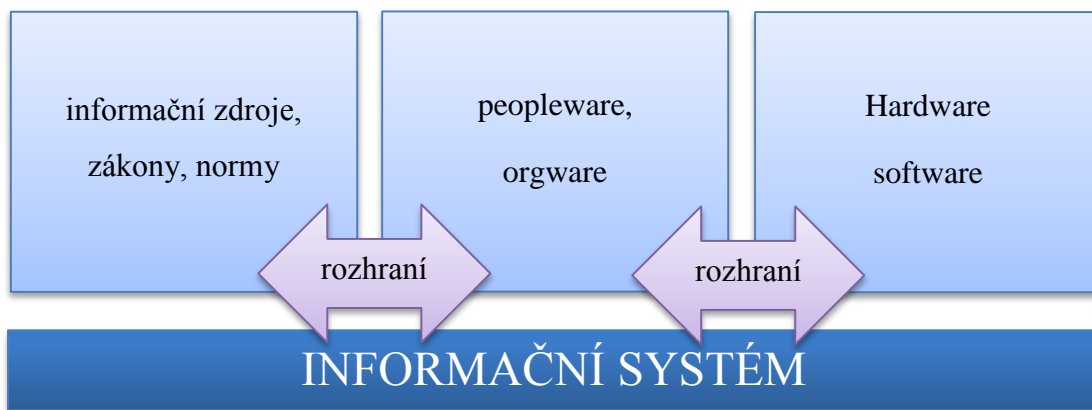 informační zdroje,
zákony, normy
peopleware,
orgware
Hardware
software
rozhraní
rozhraní
INFORMAČNÍ SYSTÉM